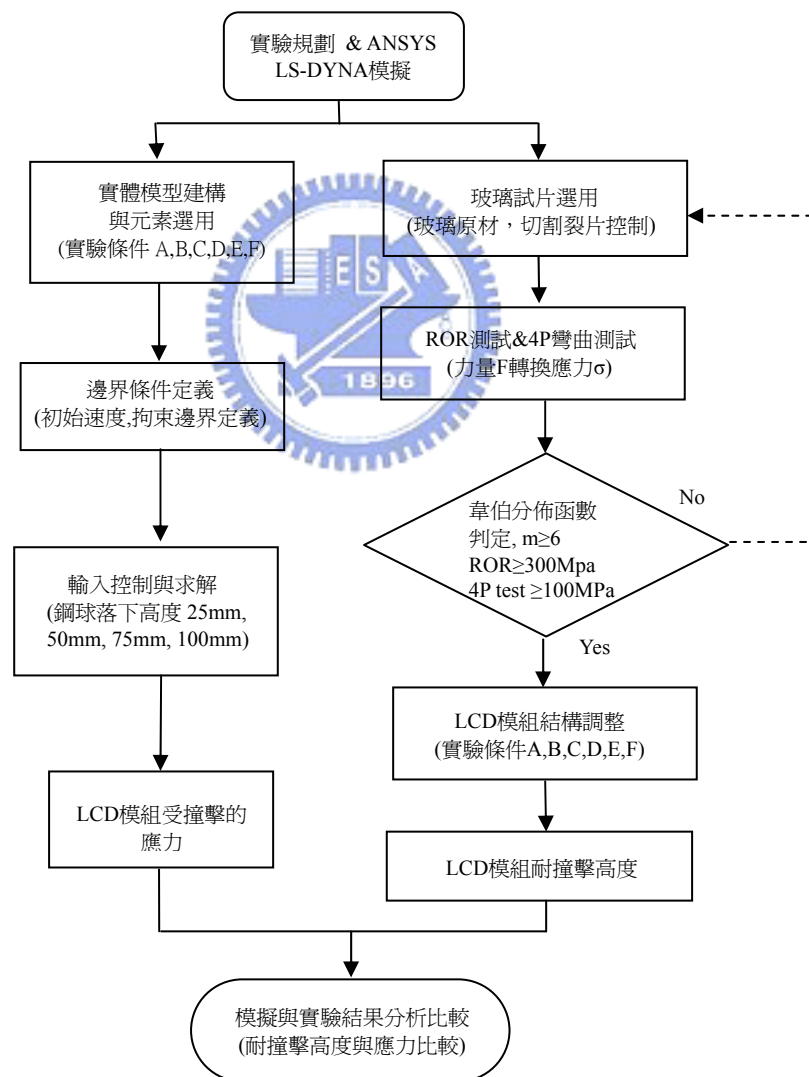 實驗規劃 & ANSYS
LS-DYNA模擬
實體模型建構
與元素選用
(實驗條件 A,B,C,D,E,F)
玻璃試片選用
(玻璃原材，切割裂片控制)
E S A
1896
ROR測試&4P彎曲測試
(力量F轉換應力σ)
邊界條件定義
(初始速度,拘束邊界定義)
韋伯分佈函數
判定, m≥6
ROR≥300Mpa
4P test ≥100MPa
No
Yes
輸入控制與求解
(鋼球落下高度 25mm,
50mm, 75mm, 100mm)
LCD模組結構調整
(實驗條件A,B,C,D,E,F)
LCD模組受撞擊的
應力
LCD模組耐撞擊高度
模擬與實驗結果分析比較
(耐撞擊高度與應力比較)